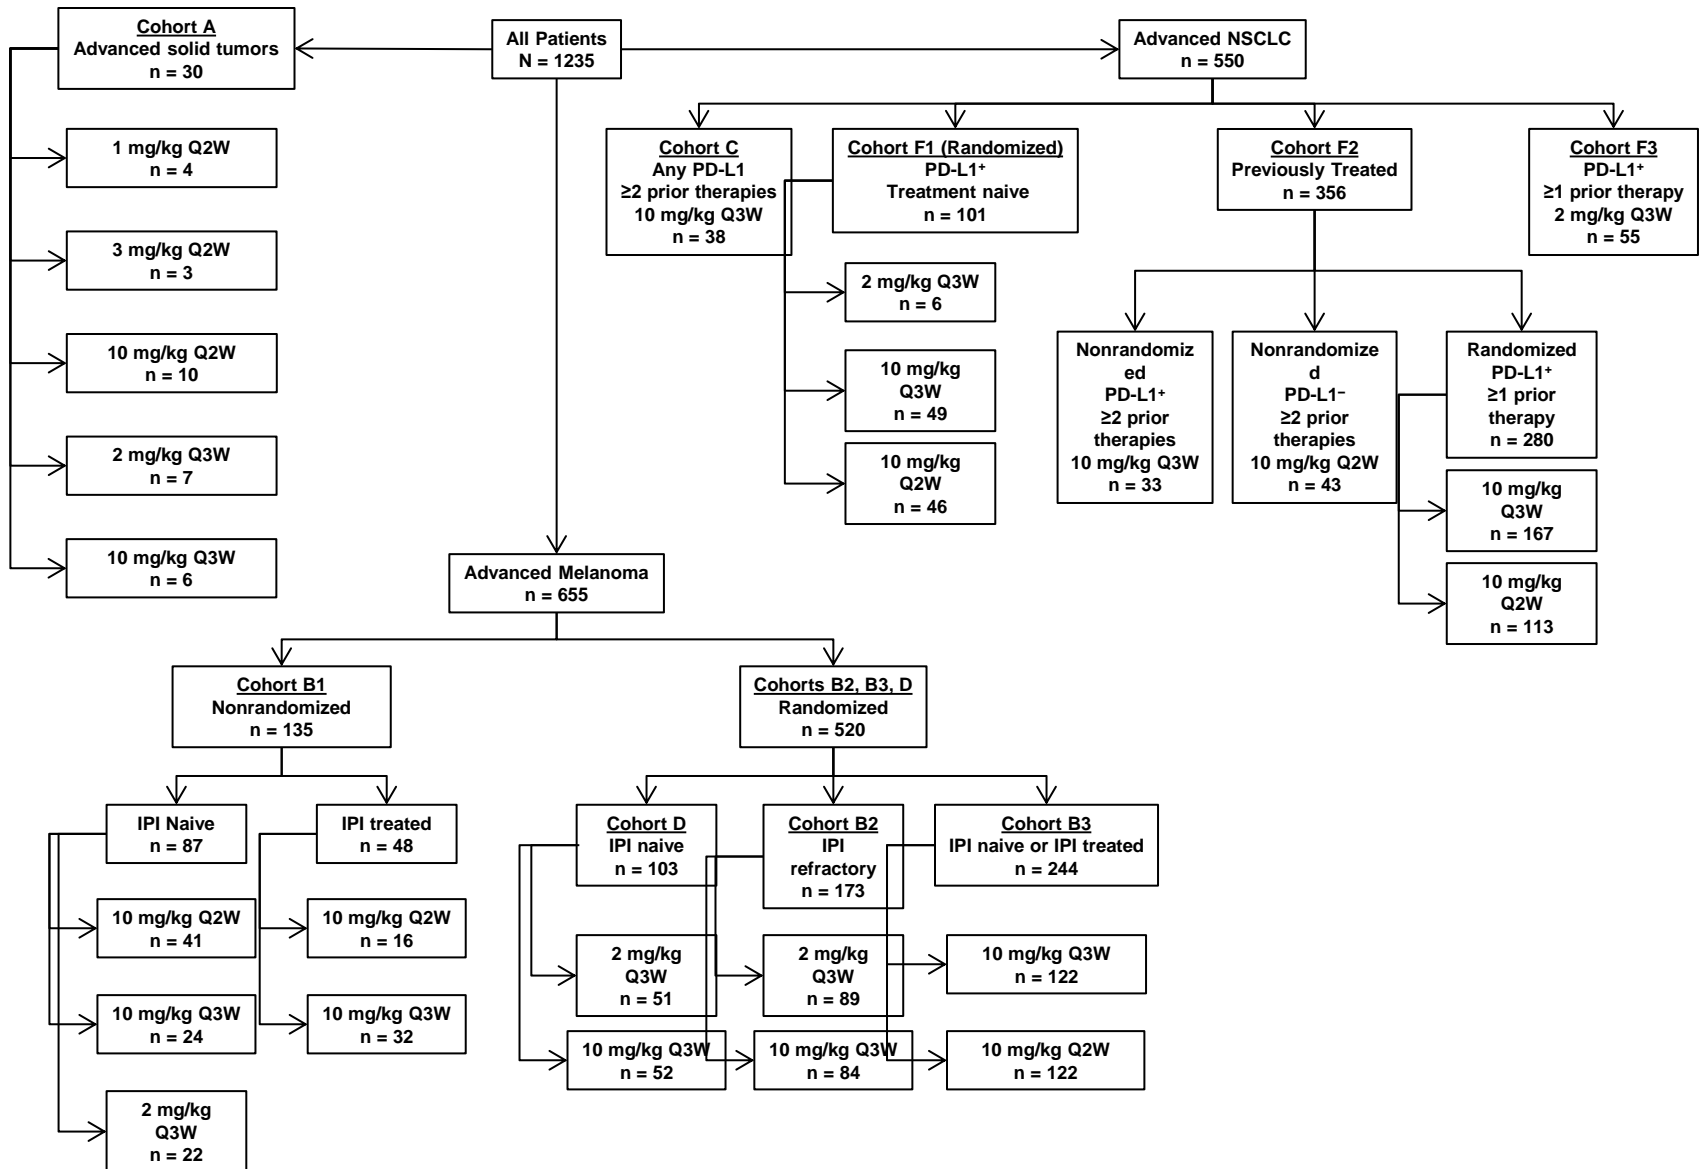 Cohort A
Advanced solid tumors
n = 30
All Patients
N = 1235
Advanced NSCLC
n = 550
1 mg/kg Q2W
n = 4
3 mg/kg Q2W
n = 3
10 mg/kg Q2W
n = 10
2 mg/kg Q3W
n = 7
10 mg/kg Q3W
n = 6
Cohort C
Any PD-L1
≥2 prior therapies
10 mg/kg Q3W
n = 38
Cohort F1 (Randomized)
PD-L1⁺
Treatment naive
n = 101
2 mg/kg Q3W
n = 6
10 mg/kg
Q3W
n = 49
10 mg/kg
Q2W
n = 46
Cohort F2
Previously Treated
n = 356
Nonrandomiz
ed
PD-L1⁺
≥2 prior
therapies
10 mg/kg Q3W
n = 33
Nonrandomize
d
PD-L1⁻
≥2 prior
therapies
10 mg/kg Q2W
n = 43
Randomized
PD-L1⁺
≥1 prior
therapy
n = 280
10 mg/kg
Q3W
n = 167
10 mg/kg
Q2W
n = 113
Cohort F3
PD-L1⁺
≥1 prior therapy
2 mg/kg Q3W
n = 55
Advanced Melanoma
n = 655
Cohort B1
Nonrandomized
n = 135
IPI Naive
n = 87
10 mg/kg Q2W
n = 41
10 mg/kg Q3W
n = 24
2 mg/kg
Q3W
n = 22
IPI treated
n = 48
10 mg/kg Q2W
n = 16
10 mg/kg Q3W
n = 32
Cohorts B2, B3, D
Randomized
n = 520
Cohort D
IPI naive
n = 103
2 mg/kg
Q3W
n = 51
10 mg/kg Q3W
n = 52
Cohort B2
IPI
refractory
n = 173
2 mg/kg
Q3W
n = 89
10 mg/kg Q3W
n = 84
Cohort B3
IPI naive or IPI treated
n = 244
10 mg/kg Q3W
n = 122
10 mg/kg Q2W
n = 122